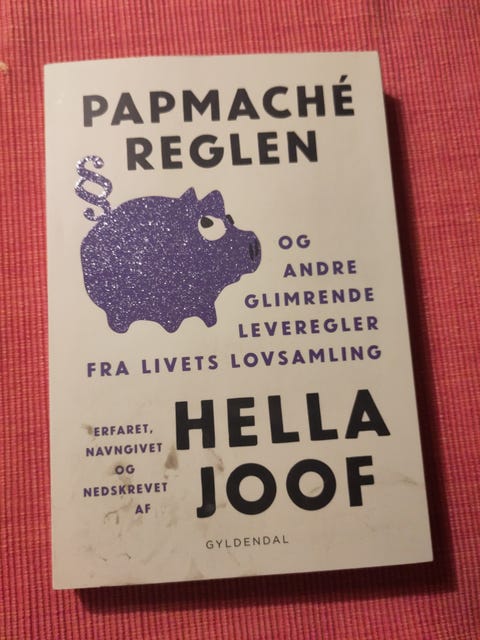 PAPMACHÉ
REGLEN
§
OG
ANDRE
GLIMRENDE
LEVEREGLER
FRA LIVETS LOVSAMLING
ERFARET,
NAVNGIVET
OG
NEDSKREVET
AF
HELLA
JOOF
GYLDENDAL